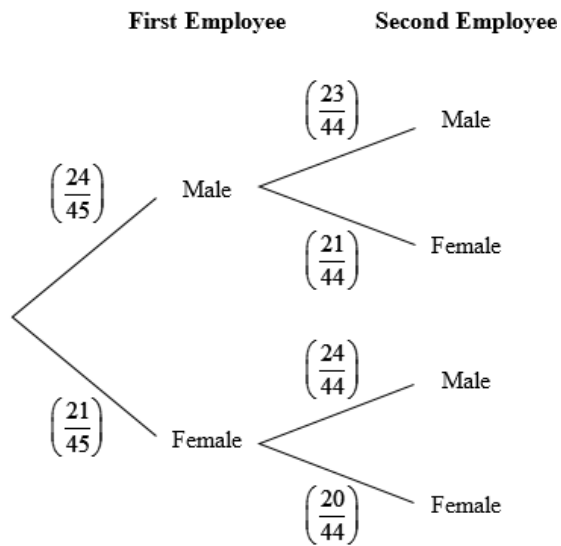 First Employee Second Employee
(23/44)
Male
(24/45)
Male
(21/44)
Female
(24/44)
Male
(21/45)
Female
(20/44)
Female